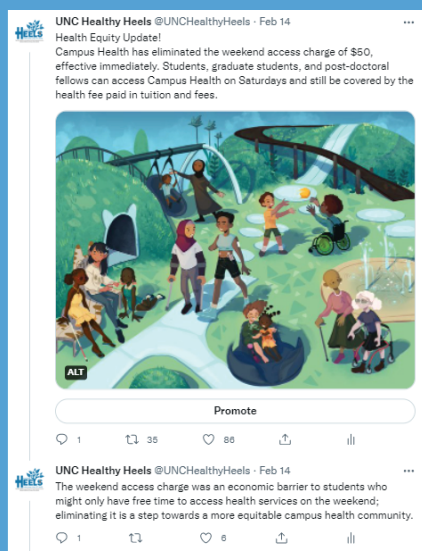 HEELS
UNC Healthy Heels @UNCHealthyHeels · Feb 14
Health Equity Update!
Campus Health has eliminated the weekend access charge of $50,
effective immediately. Students, graduate students, and post-doctoral
fellows can access Campus Health on Saturdays and still be covered by the
health fee paid in tuition and fees.
ALT
Promote
1 35 86
HEELS
UNC Healthy Heels @UNCHealthyHeels · Feb 14
The weekend access charge was an economic barrier to students who
might only have free time to access health services on the weekend;
eliminating it is a step towards a more equitable campus health community.
1 6